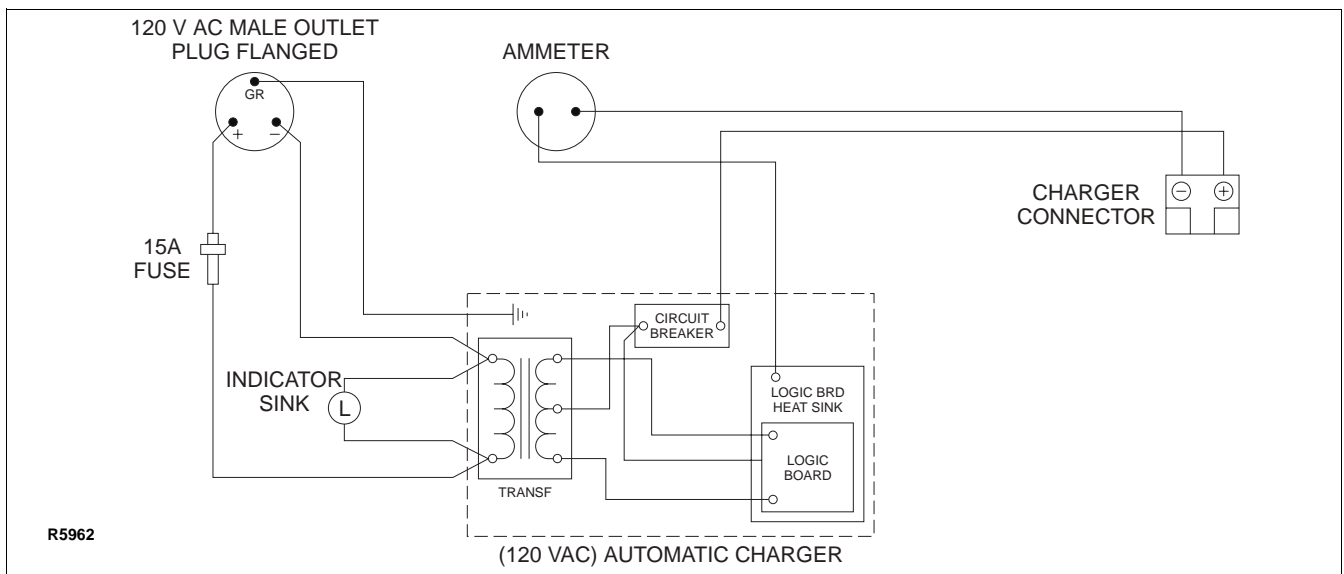 120 V AC MALE OUTLET
PLUG FLANGED
GR
+ −
AMMETER
− +
CHARGER
CONNECTOR
15A
FUSE
CIRCUIT
BREAKER
INDICATOR
SINK
L
LOGIC BRD
HEAT SINK
LOGIC
BOARD
TRANSF
R5962
(120 VAC) AUTOMATIC CHARGER